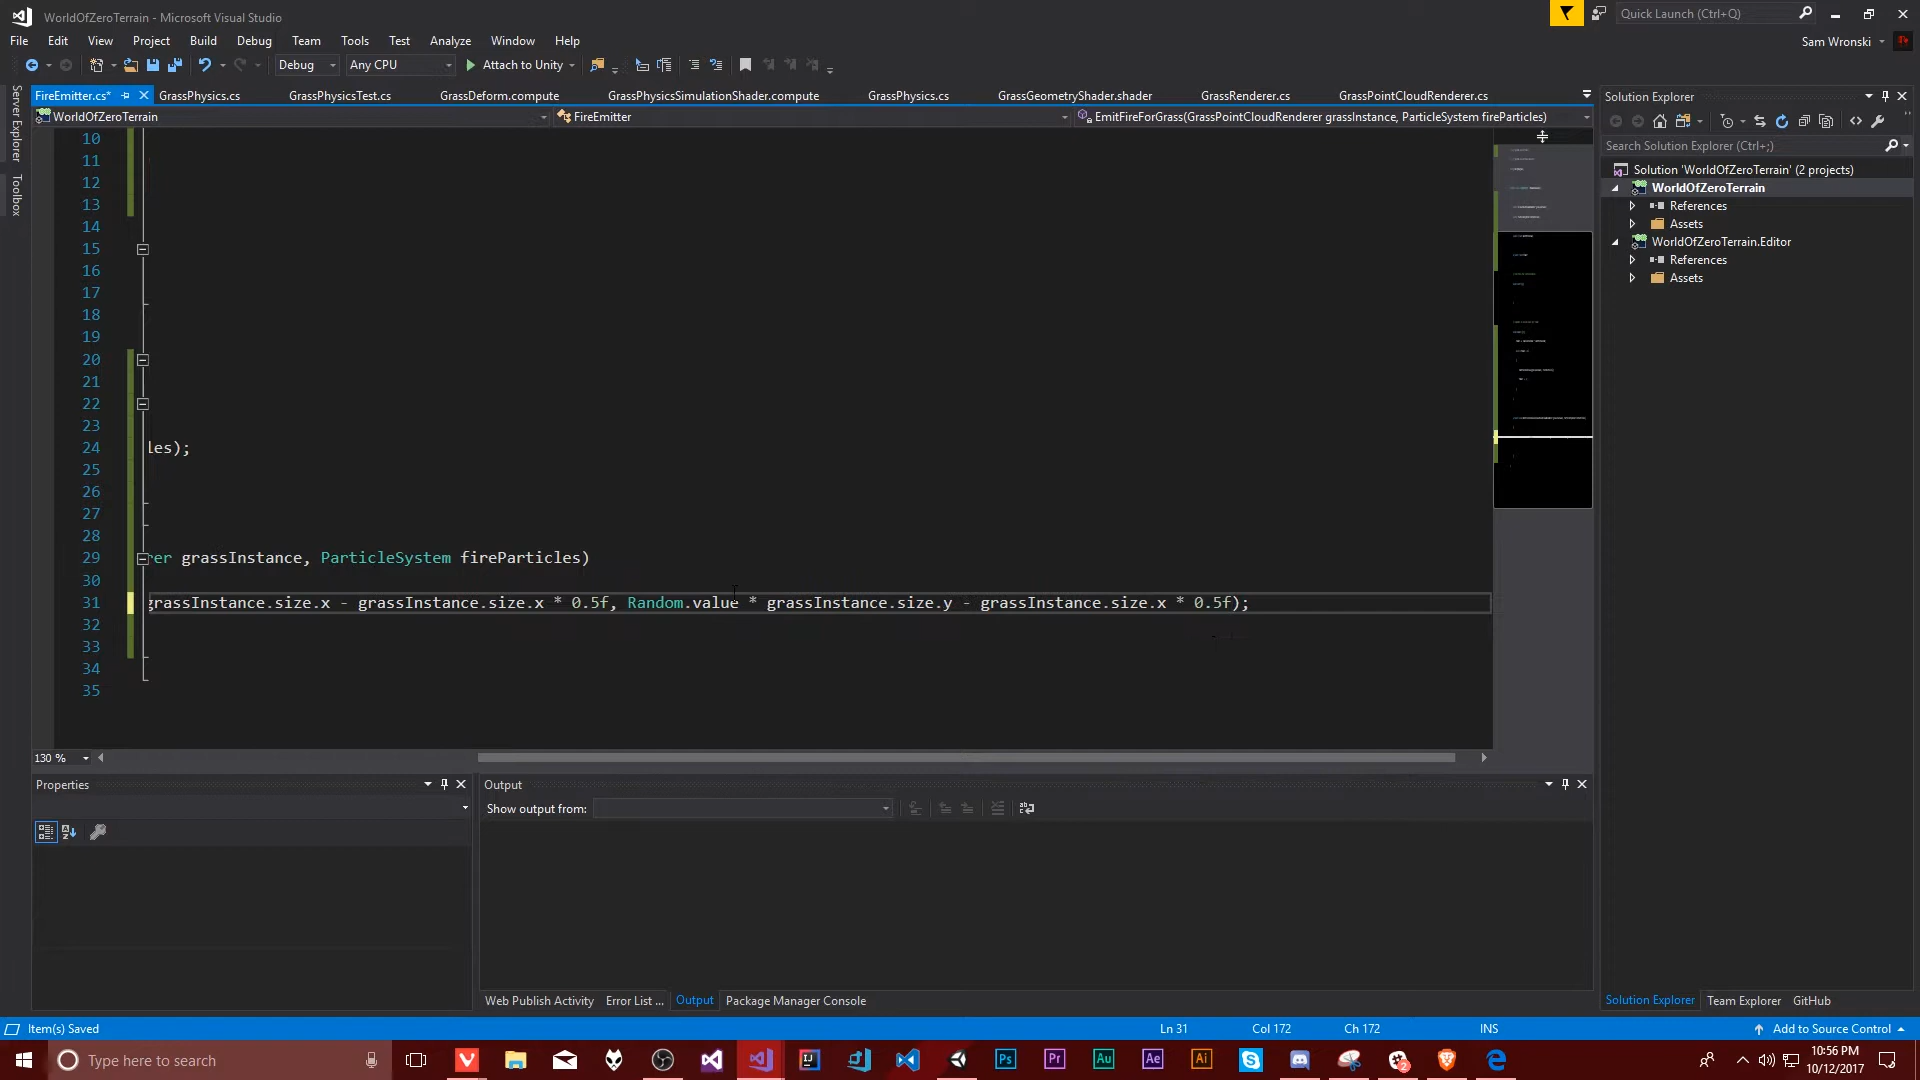 WorldOfZeroTerrain - Microsoft Visual Studio
Quick Launch (Ctrl+Q)
File Edit View Project Build Debug Team Tools Test Analyze Window Help
Sam Wronski
Debug Any CPU Attach to Unity
FireEmitter.cs* GrassPhysics.cs GrassPhysicsTest.cs GrassDeform.compute GrassPhysicsSimulationShader.compute GrassPhysics.cs GrassGeometryShader.shader GrassRenderer.cs GrassPointCloudRenderer.cs
WorldOfZeroTerrain FireEmitter EmitFireForGrass(GrassPointCloudRenderer grassInstance, ParticleSystem fireParticles)
Server Explorer
Toolbox
10
11
12
13
14
15
16
17
18
19
20
21
22
23
24 les);
25
26
27
28
29 rer grassInstance, ParticleSystem fireParticles)
30
31 grassInstance.size.x - grassInstance.size.x * 0.5f, Random.value * grassInstance.size.y - grassInstance.size.x * 0.5f);
32
33
34
35
130 %
Solution Explorer
Search Solution Explorer (Ctrl+;)
Solution 'WorldOfZeroTerrain' (2 projects)
WorldOfZeroTerrain
References
Assets
WorldOfZeroTerrain.Editor
References
Assets
Properties
Output
Show output from:
Web Publish Activity Error List ... Output Package Manager Console
Solution Explorer Team Explorer GitHub
Item(s) Saved Ln 31 Col 172 Ch 172 INS Add to Source Control
Type here to search
Ps Pr Au Ae Ai
10:56 PM
10/12/2017